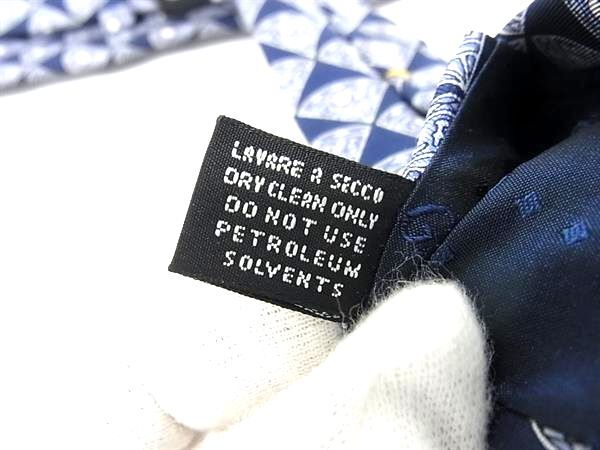 LAVARE A SECCO
DRY CLEAN ONLY
DO NOT USE
PETROLEUM
SOLVENTS